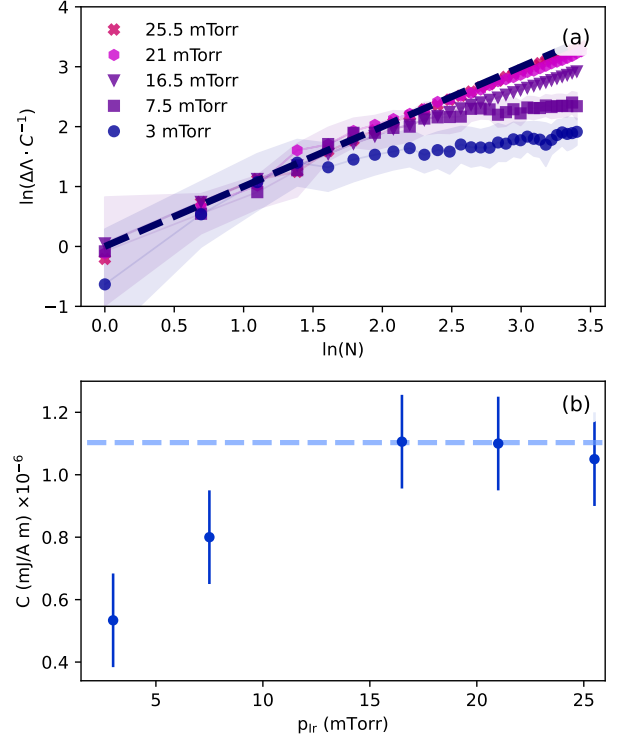 (a)
25.5 mTorr
21 mTorr
16.5 mTorr
7.5 mTorr
3 mTorr
4
3
2
1
0
−1
ln(ΔΛ · C⁻¹)
0.0 0.5 1.0 1.5 2.0 2.5 3.0 3.5
ln(N)
(b)
1.2
1.0
0.8
0.6
0.4
C (mJ/A m) ×10⁻⁶
5 10 15 20 25
p_Ir (mTorr)